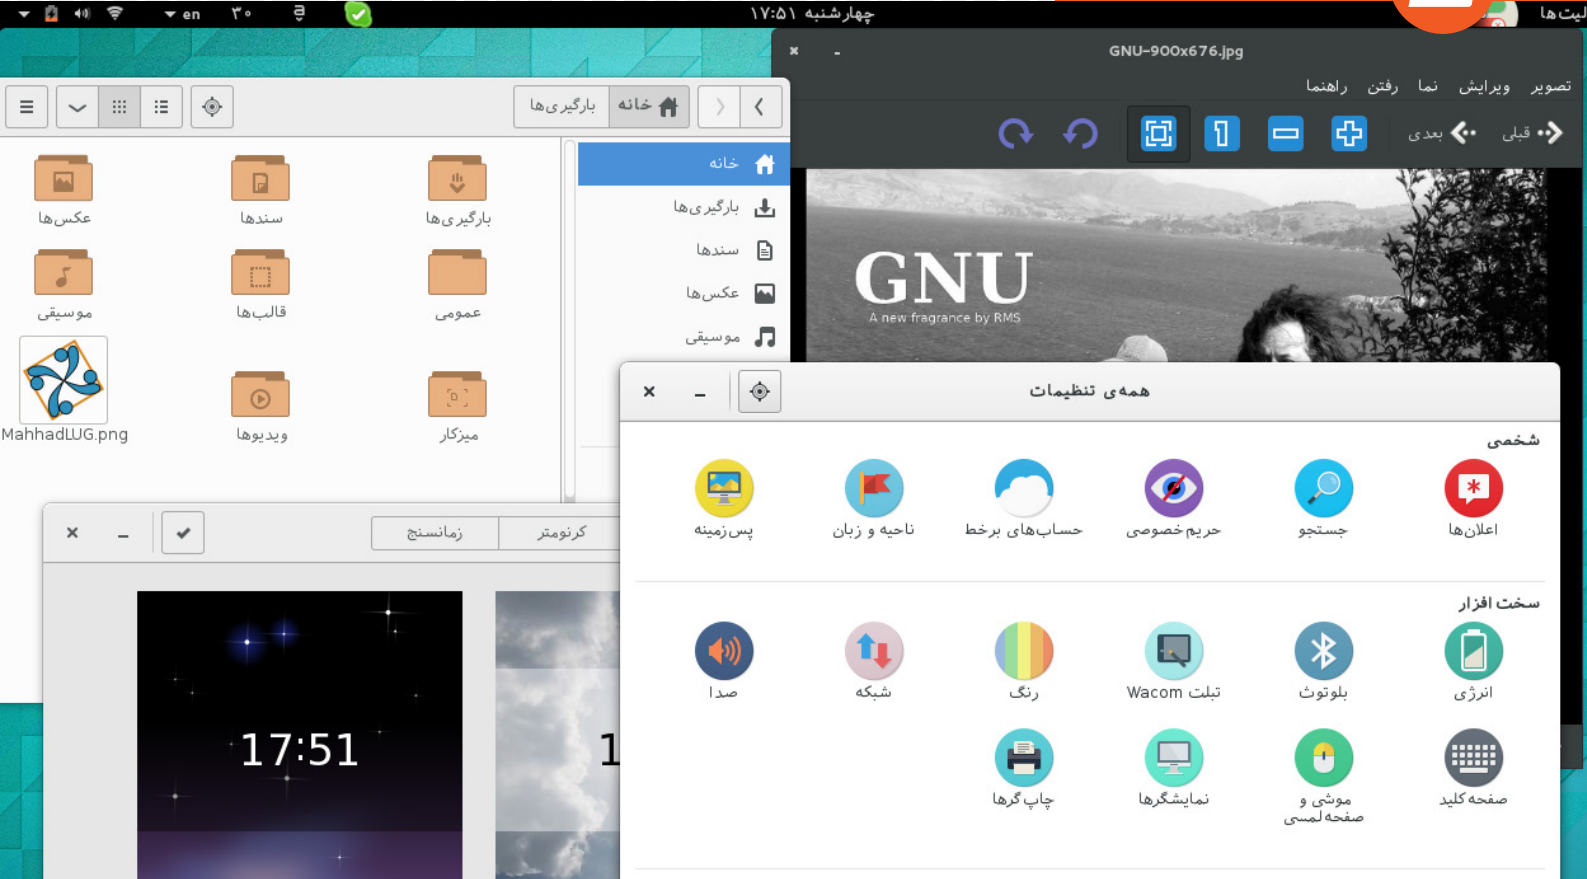 en
۳۰
چهارشنبه ۱۷:۵۱
لیت‌ها
GNU-900x676.jpg
تصویر ویرایش نما رفتن راهنما
قبلی بعدی
GNU
A new fragrance by RMS
خانه بارگیری‌ها
خانه
بارگیری‌ها
سندها
عکس‌ها
موسیقی
بارگیری‌ها سندها عکس‌ها
عمومی قالب‌ها موسیقی
میزکار ویدیوها MahhadLUG.png
کرنومتر زمانسنج
17:51
1
همه‌ی تنظیمات
شخصی
اعلان‌ها جستجو حریم‌خصوصی حساب‌های برخط ناحیه و زبان پس‌زمینه
سخت افزار
انرژی بلوتوث تبلت Wacom رنگ شبکه صدا
صفحه‌کلید موشی و صفحه‌لمسی نمایشگرها چاپ‌گرها